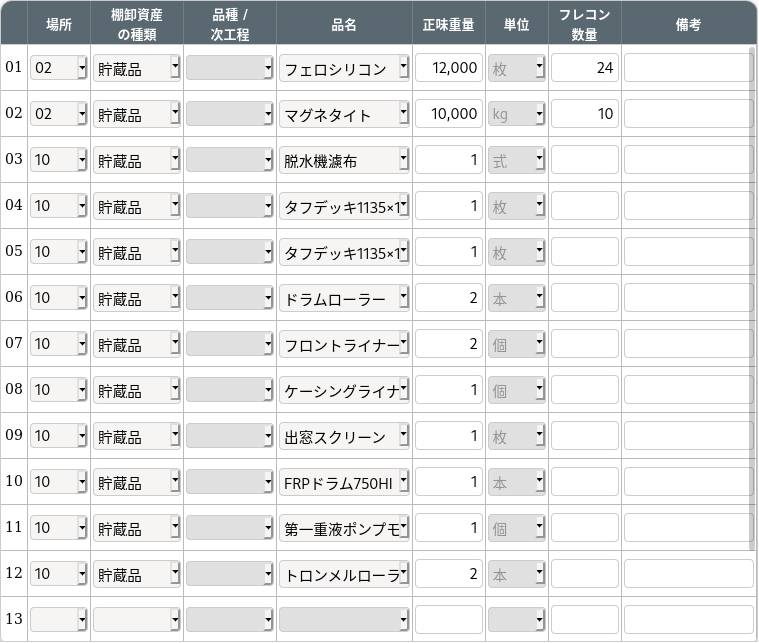 場所 棚卸資産の種類 品種 / 次工程 品名 正味重量 単位 フレコン数量 備考
01 02 貯蔵品 フェロシリコン 12,000 枚 24
02 02 貯蔵品 マグネタイト 10,000 kg 10
03 10 貯蔵品 脱水機濾布 1 式
04 10 貯蔵品 タフデッキ1135×1 1 枚
05 10 貯蔵品 タフデッキ1135×1 1 枚
06 10 貯蔵品 ドラムローラー 2 本
07 10 貯蔵品 フロントライナー 2 個
08 10 貯蔵品 ケーシングライナ 1 個
09 10 貯蔵品 出窓スクリーン 1 枚
10 10 貯蔵品 FRPドラム750HI 1 本
11 10 貯蔵品 第一重液ポンプモ 1 個
12 10 貯蔵品 トロンメルローラ 2 本
13